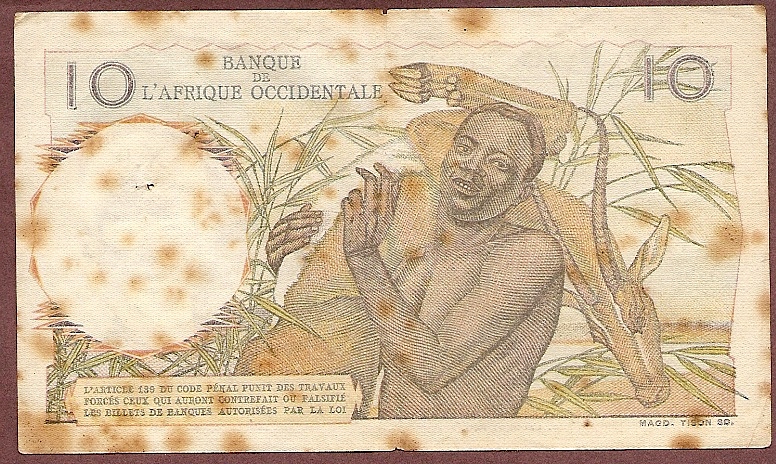 10
BANQUE
DE
L'AFRIQUE OCCIDENTALE
10
L'ARTICLE 139 DU CODE PÉNAL PUNIT DES TRAVAUX
FORCÉS CEUX QUI AURONT CONTREFAIT OU FALSIFIÉ
LES BILLETS DE BANQUES AUTORISÉES PAR LA LOI
MAGD. TISON SC.